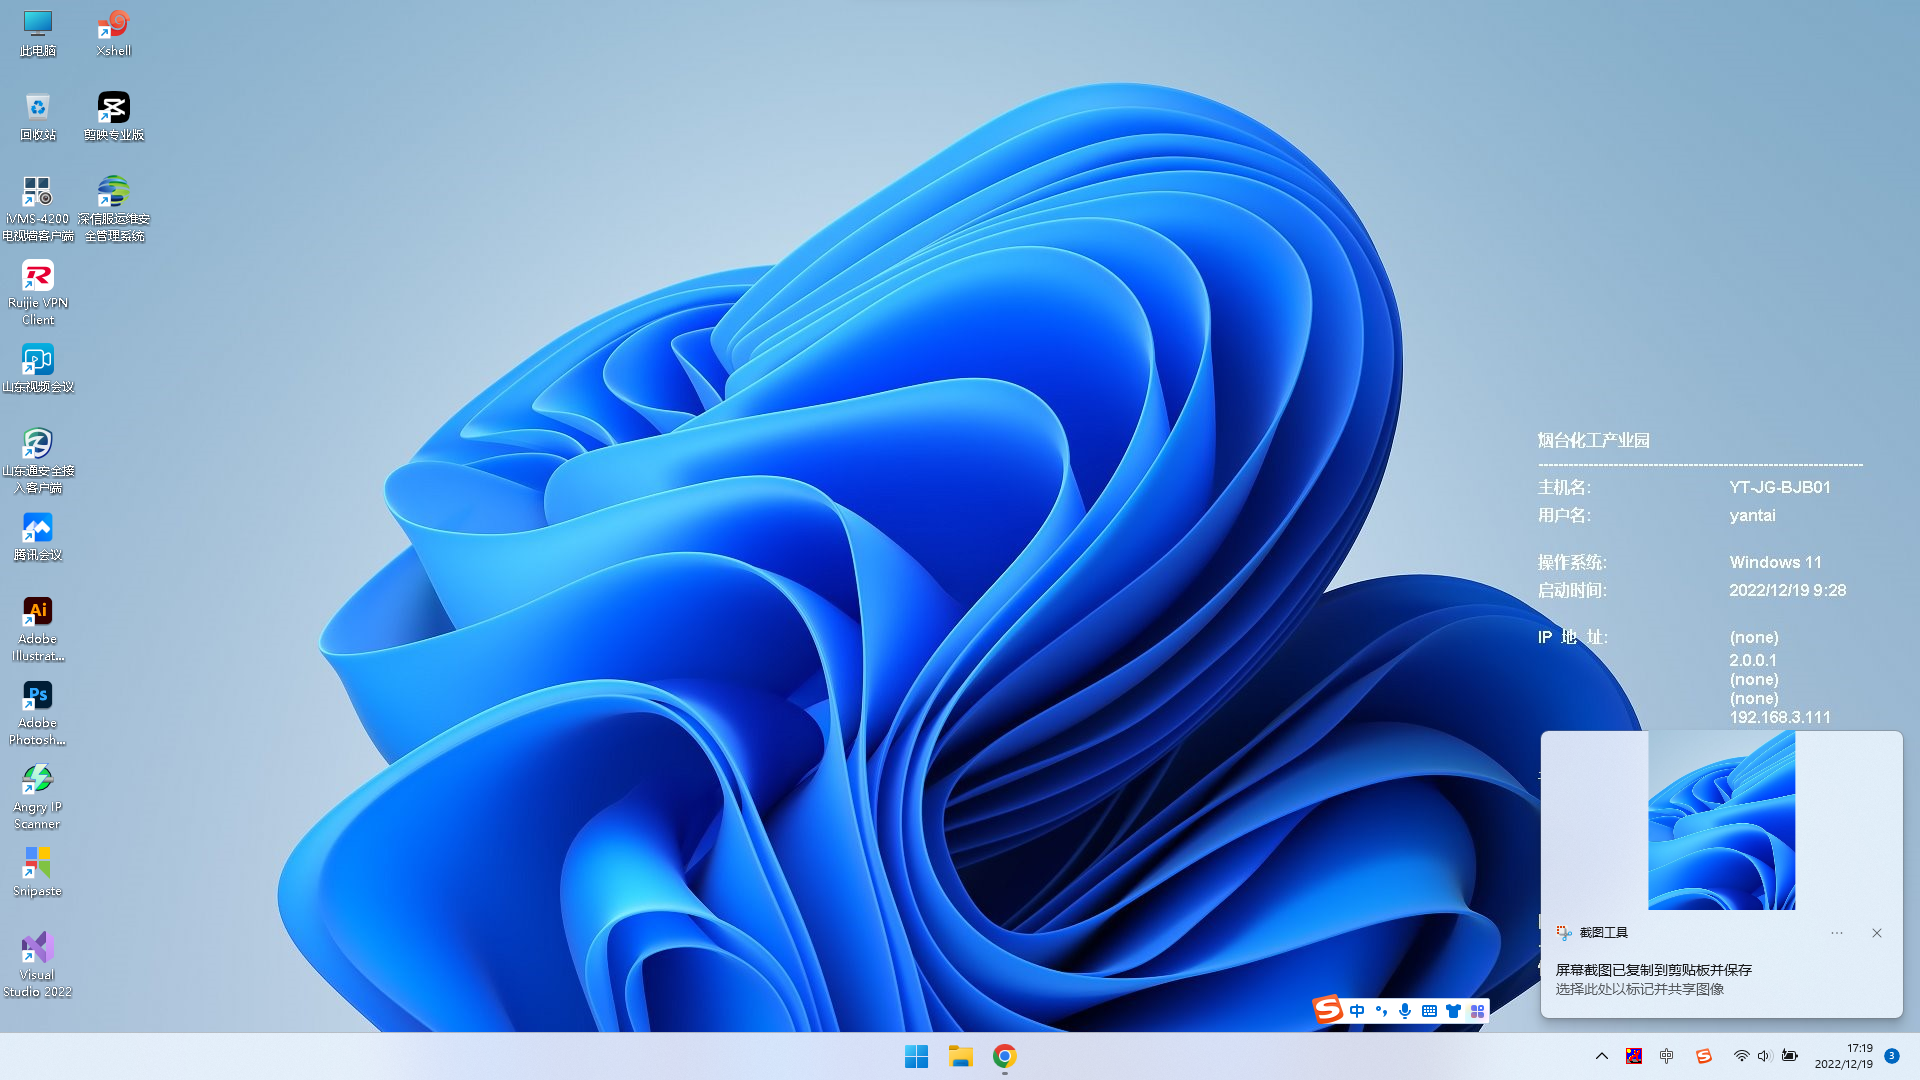 此电脑
Xshell
回收站
剪映专业版
iVMS-4200
电视墙客户端
深信服运维安
全管理系统
Ruijie VPN
Client
山东视频会议
山东通安全接
入客户端
腾讯会议
Ai
Adobe
Illustrat...
Ps
Adobe
Photosh...
Angry IP
Scanner
Snipaste
Visual
Studio 2022
烟台化工产业园
主机名: YT-JG-BJB01
用户名: yantai
操作系统: Windows 11
启动时间: 2022/12/19 9:28
IP 地 址: (none)
2.0.0.1
(none)
(none)
192.168.3.111
截图工具
屏幕截图已复制到剪贴板并保存
选择此处以标记并共享图像
中
中
17:19
2022/12/19
3